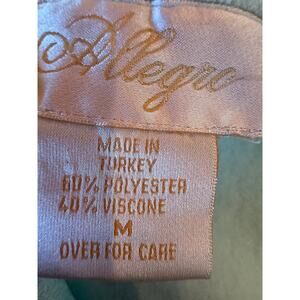 Allegro
MADE IN
TURKEY
60% POLYESTER
40% VISCONE
M
OVER FOR CARE